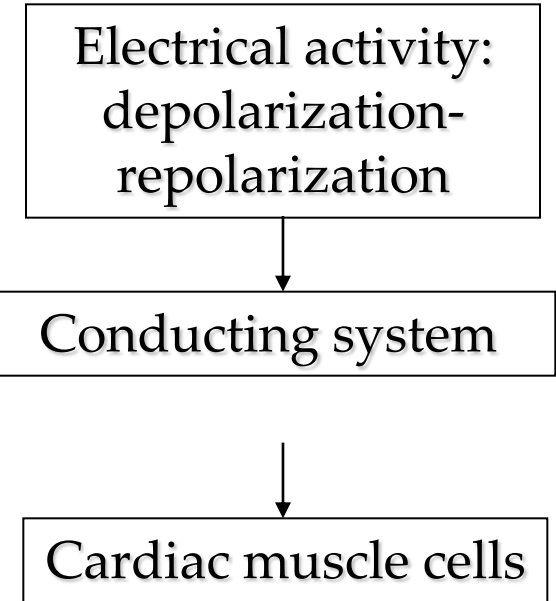 Electrical activity:
depolarization-
repolarization
Conducting system
Cardiac muscle cells